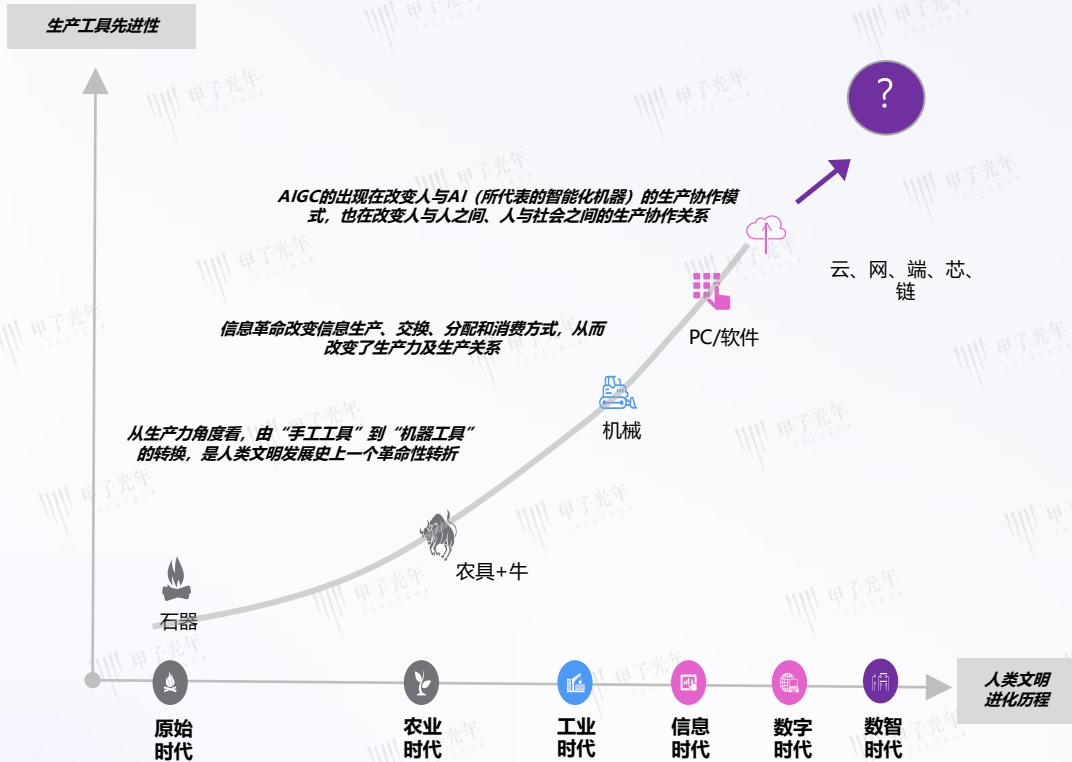 生产工具先进性
?
AIGC的出现在改变人与AI（所代表的智能化机器）的生产协作模
式，也在改变人与人之间、人与社会之间的生产协作关系
云、网、端、芯、
链
信息革命改变信息生产、交换、分配和消费方式，从而
改变了生产力及生产关系
PC/软件
机械
从生产力角度看，由“手工工具”到“机器工具”
的转换，是人类文明发展史上一个革命性转折
农具+牛
石器
人类文明
进化历程
原始
时代
农业
时代
工业
时代
信息
时代
数字
时代
数智
时代
甲子光年